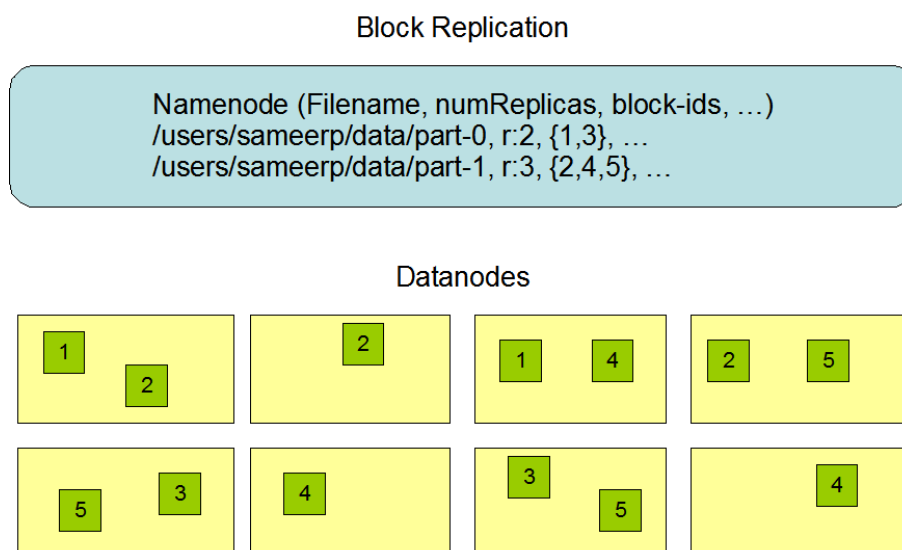 Block Replication
Namenode (Filename, numReplicas, block-ids, …)
/users/sameerp/data/part-0, r:2, {1,3}, …
/users/sameerp/data/part-1, r:3, {2,4,5}, …
Datanodes
1
2
2
1 4
2 5
5 3
4
3
5
4